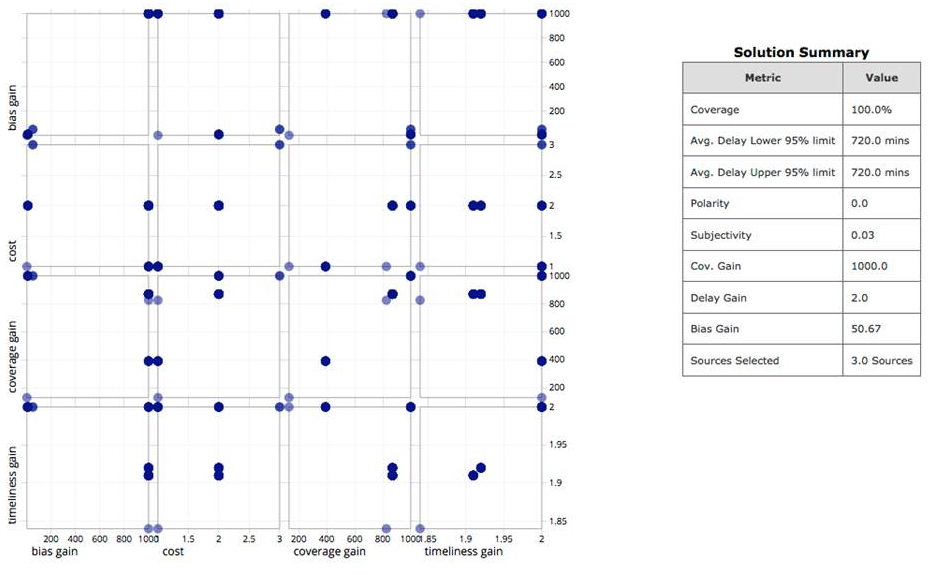 1000
800
600
400
200
bias gain
3
2.5
2
1.5
1
cost
1000
800
600
400
200
coverage gain
2
1.95
1.9
1.85
timeliness gain
200 400 600 800 1000 1.5 2 2.5 3 200 400 600 800 1000 1.85 1.9 1.95 2
bias gain cost coverage gain timeliness gain
Solution Summary
Metric Value
Coverage 100.0%
Avg. Delay Lower 95% limit 720.0 mins
Avg. Delay Upper 95% limit 720.0 mins
Polarity 0.0
Subjectivity 0.03
Cov. Gain 1000.0
Delay Gain 2.0
Bias Gain 50.67
Sources Selected 3.0 Sources